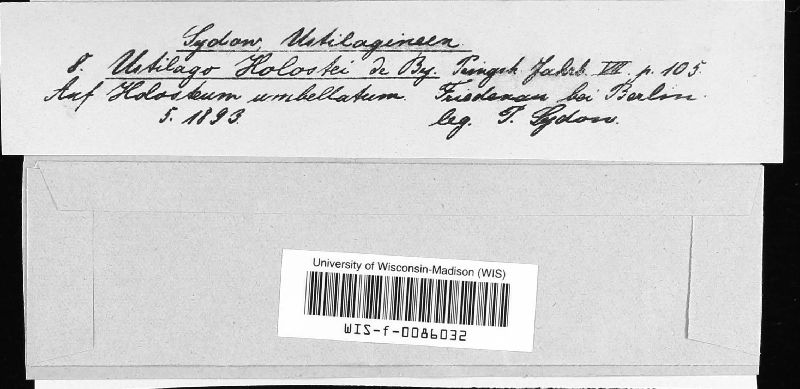 Sydow, Ustilagineen
8. Ustilago Holostei de By. Pringsh. Jahrb. VII. p. 105.
Auf Holosteum umbellatum. Friedenau bei Berlin.
5. 1893. leg. P. Sydow.
University of Wisconsin-Madison (WIS)
WIS-f-0086032